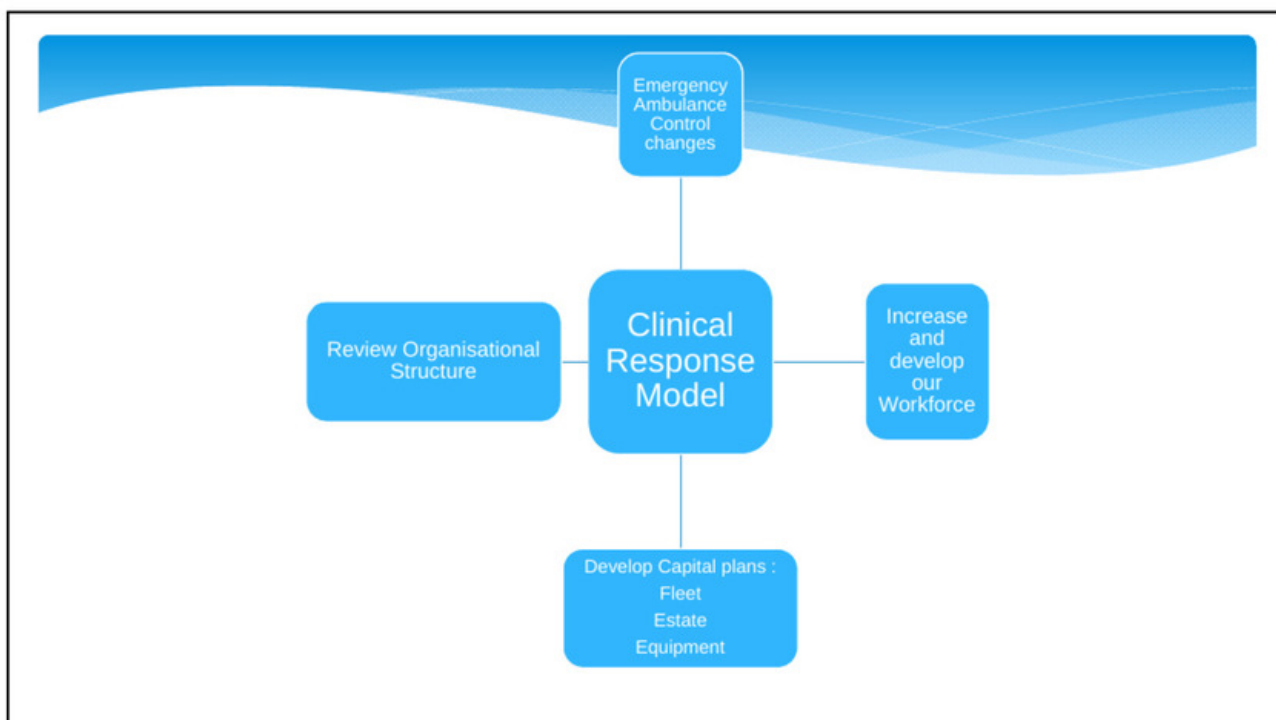 Emergency
Ambulance
Control
changes
Review Organisational
Structure
Clinical
Response
Model
Increase
and
develop
our
Workforce
Develop Capital plans :
Fleet
Estate
Equipment